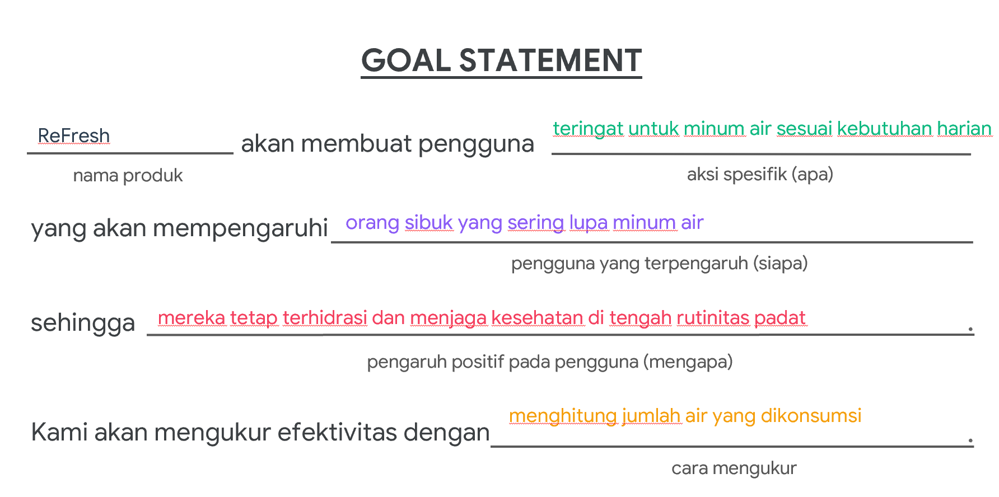 GOAL STATEMENT
ReFresh akan membuat pengguna teringat untuk minum air sesuai kebutuhan harian
nama produk aksi spesifik (apa)
yang akan mempengaruhi orang sibuk yang sering lupa minum air
pengguna yang terpengaruh (siapa)
sehingga mereka tetap terhidrasi dan menjaga kesehatan di tengah rutinitas padat .
pengaruh positif pada pengguna (mengapa)
Kami akan mengukur efektivitas dengan menghitung jumlah air yang dikonsumsi .
cara mengukur